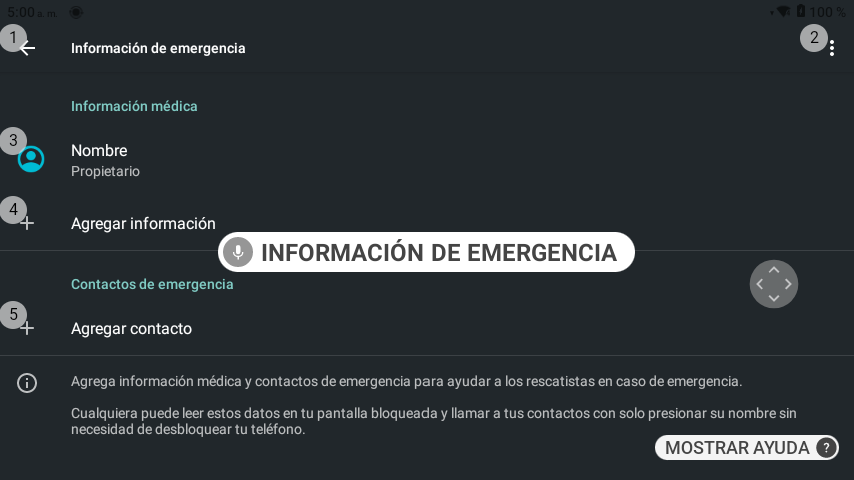 5:00 a. m.
100 %
1
Información de emergencia
2
Información médica
3
Nombre
Propietario
4
Agregar información
INFORMACIÓN DE EMERGENCIA
Contactos de emergencia
5
Agregar contacto
Agrega información médica y contactos de emergencia para ayudar a los rescatistas en caso de emergencia.
Cualquiera puede leer estos datos en tu pantalla bloqueada y llamar a tus contactos con solo presionar su nombre sin
necesidad de desbloquear tu teléfono.
MOSTRAR AYUDA ?